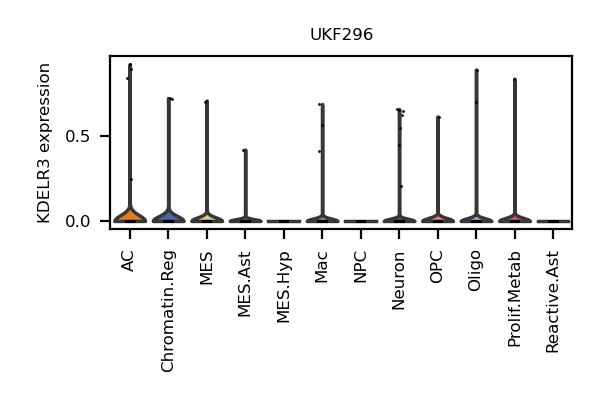 UKF296
KDELR3 expression
0.5
0.0
AC
Chromatin.Reg
MES
MES.Ast
MES.Hyp
Mac
NPC
Neuron
OPC
Oligo
Prolif.Metab
Reactive.Ast